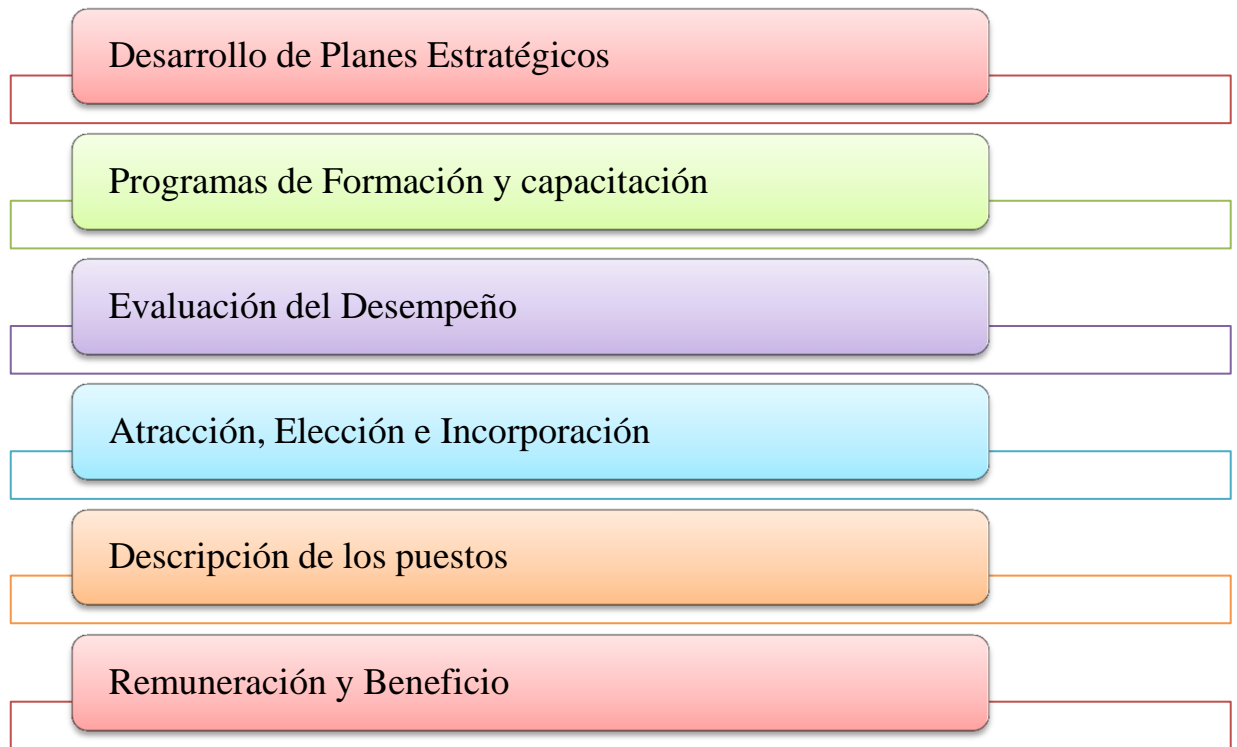 Desarrollo de Planes Estratégicos
Programas de Formación y capacitación
Evaluación del Desempeño
Atracción, Elección e Incorporación
Descripción de los puestos
Remuneración y Beneficio